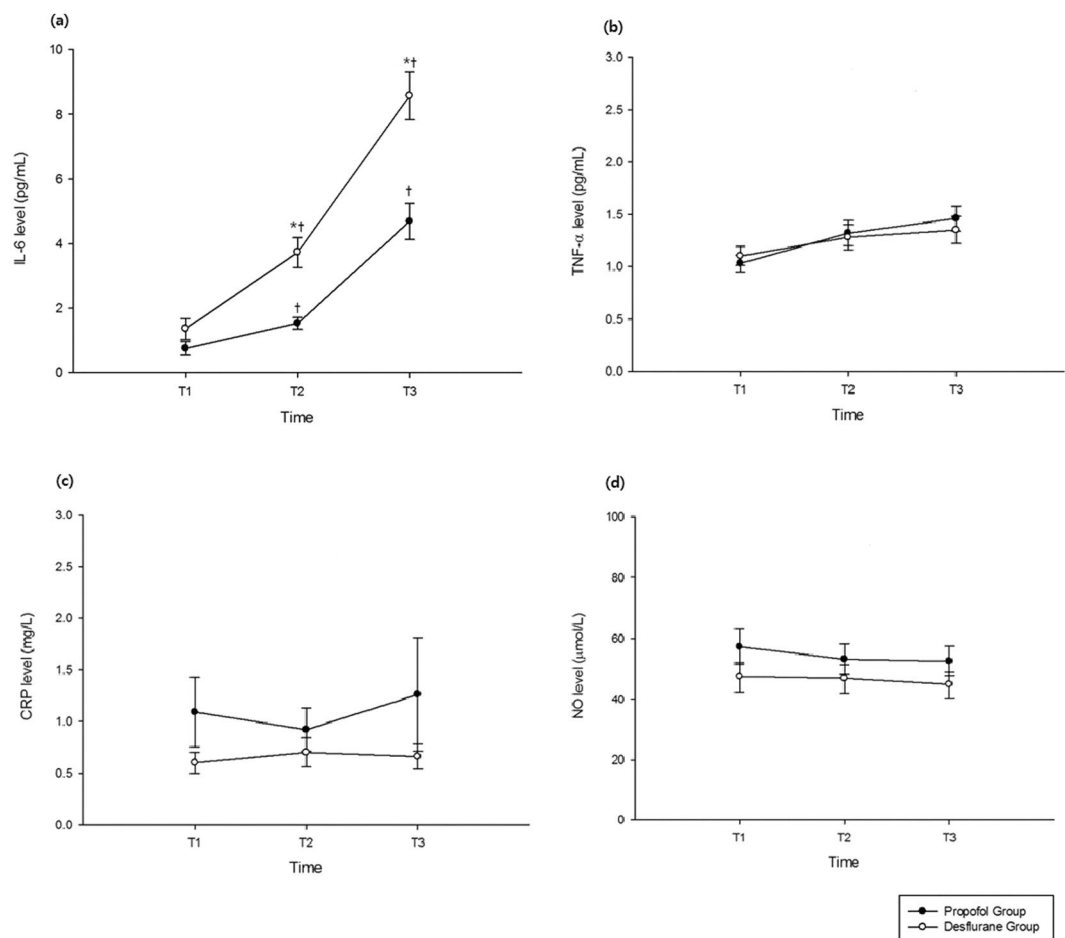 (a)
10
8
6
4
2
0
IL-6 level (pg/mL)
*†
*†
†
†
T1 T2 T3
Time
(b)
3.0
2.5
2.0
1.5
1.0
0.5
0.0
TNF-α level (pg/mL)
T1 T2 T3
Time
(c)
3.0
2.5
2.0
1.5
1.0
0.5
0.0
CRP level (mg/L)
T1 T2 T3
Time
(d)
100
80
60
40
20
0
NO level (μmol/L)
T1 T2 T3
Time
Propofol Group
Desflurane Group